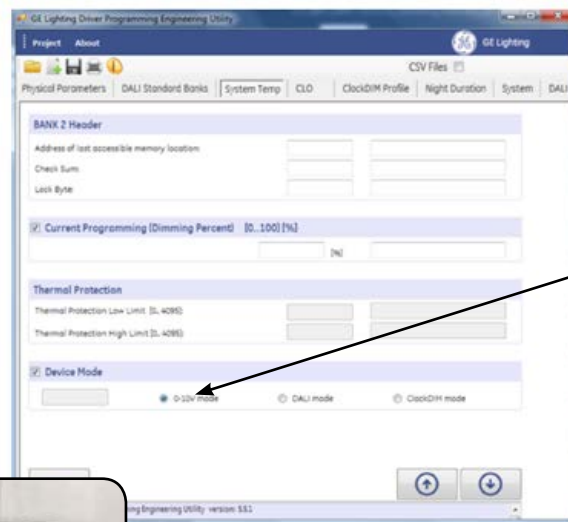 GE Lighting Driver Programming Engineering Utility
Project About
GE Lighting
CSV Files
Physical Parameters DALI Standard Banks System Temp CLO ClockDIM Profile Night Duration System DALI
BANK 2 Header
Address of last accessible memory location:
Check Sum:
Lock Byte:
Current Programming (Dimming Percent) [0..100] [%]
[%]
Thermal Protection
Thermal Protection Low Limit [0, 4095]:
Thermal Protection High Limit [0, 4095]:
Device Mode
0-10V mode DALI mode ClockDIM mode
Engineering Utility version